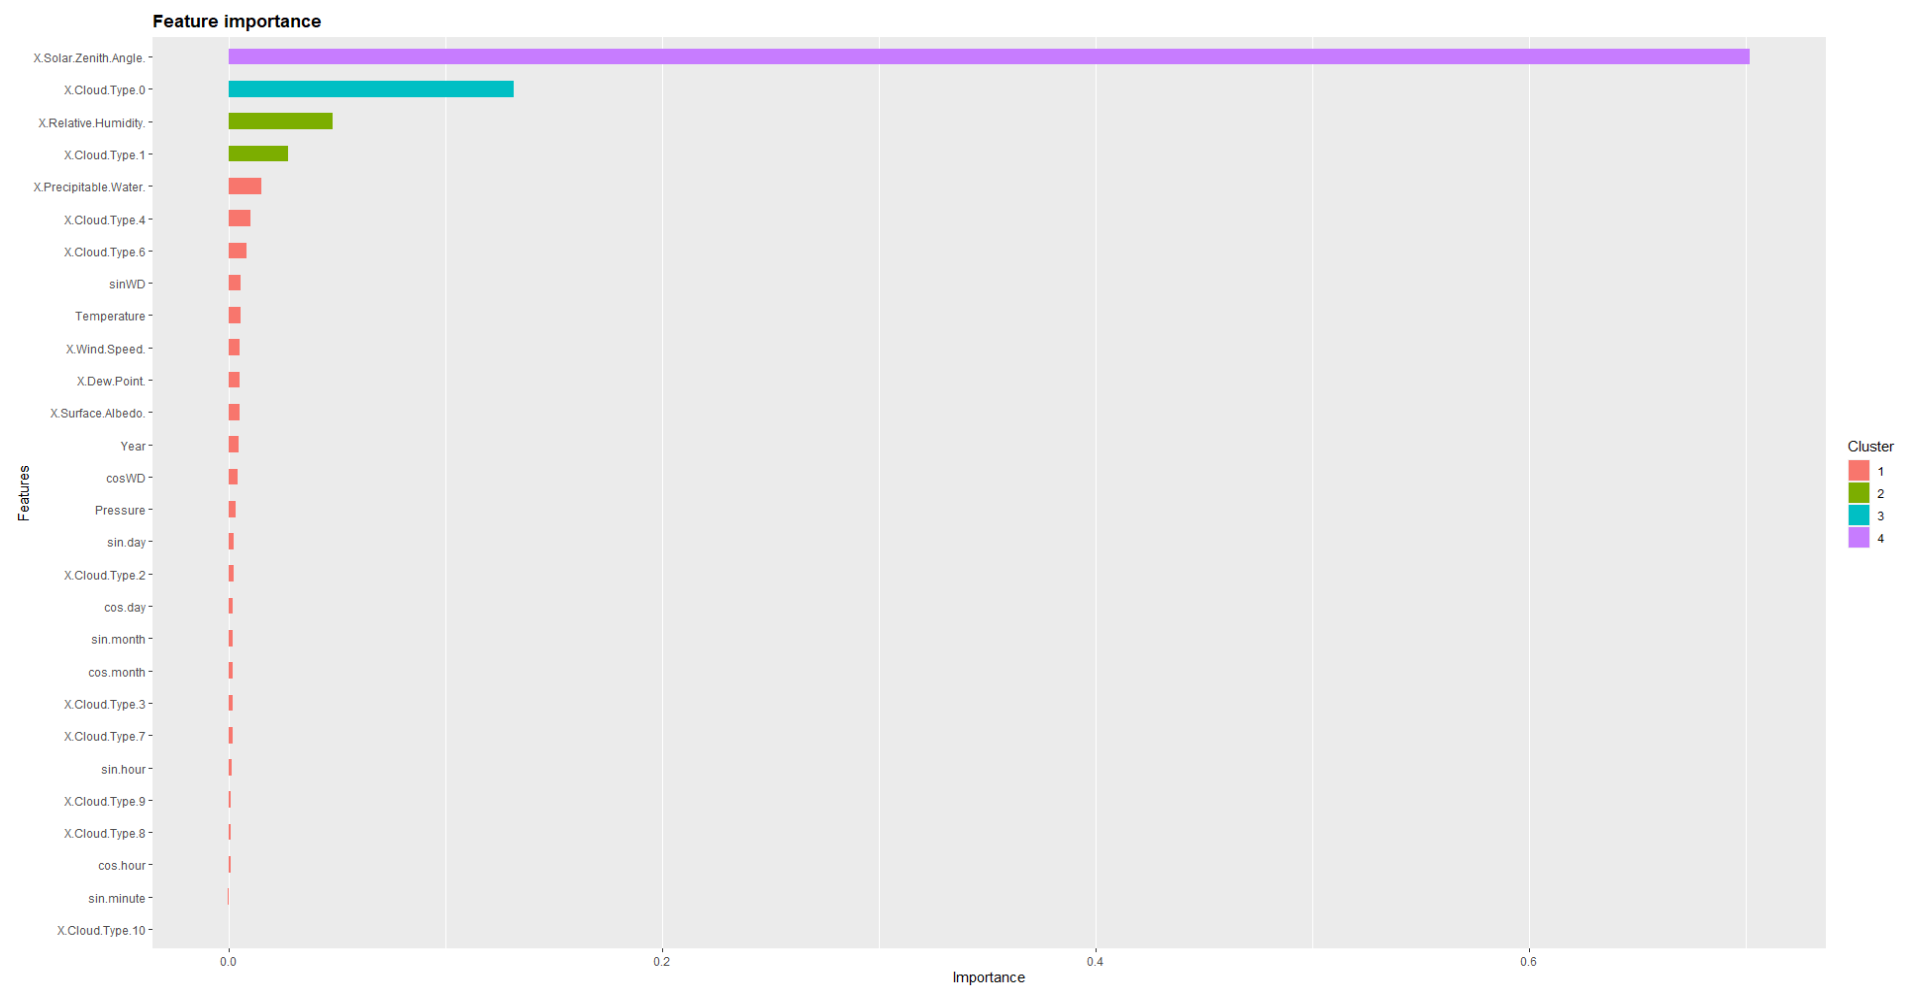 Feature importance
X.Solar.Zenith.Angle.
X.Cloud.Type.0
X.Relative.Humidity.
X.Cloud.Type.1
X.Precipitable.Water.
X.Cloud.Type.4
X.Cloud.Type.6
sinWD
Temperature
X.Wind.Speed.
X.Dew.Point.
X.Surface.Albedo.
Year
cosWD
Pressure
sin.day
X.Cloud.Type.2
cos.day
sin.month
cos.month
X.Cloud.Type.3
X.Cloud.Type.7
sin.hour
X.Cloud.Type.9
X.Cloud.Type.8
cos.hour
sin.minute
X.Cloud.Type.10
Features
0.0 0.2 0.4 0.6
Importance
Cluster
1
2
3
4